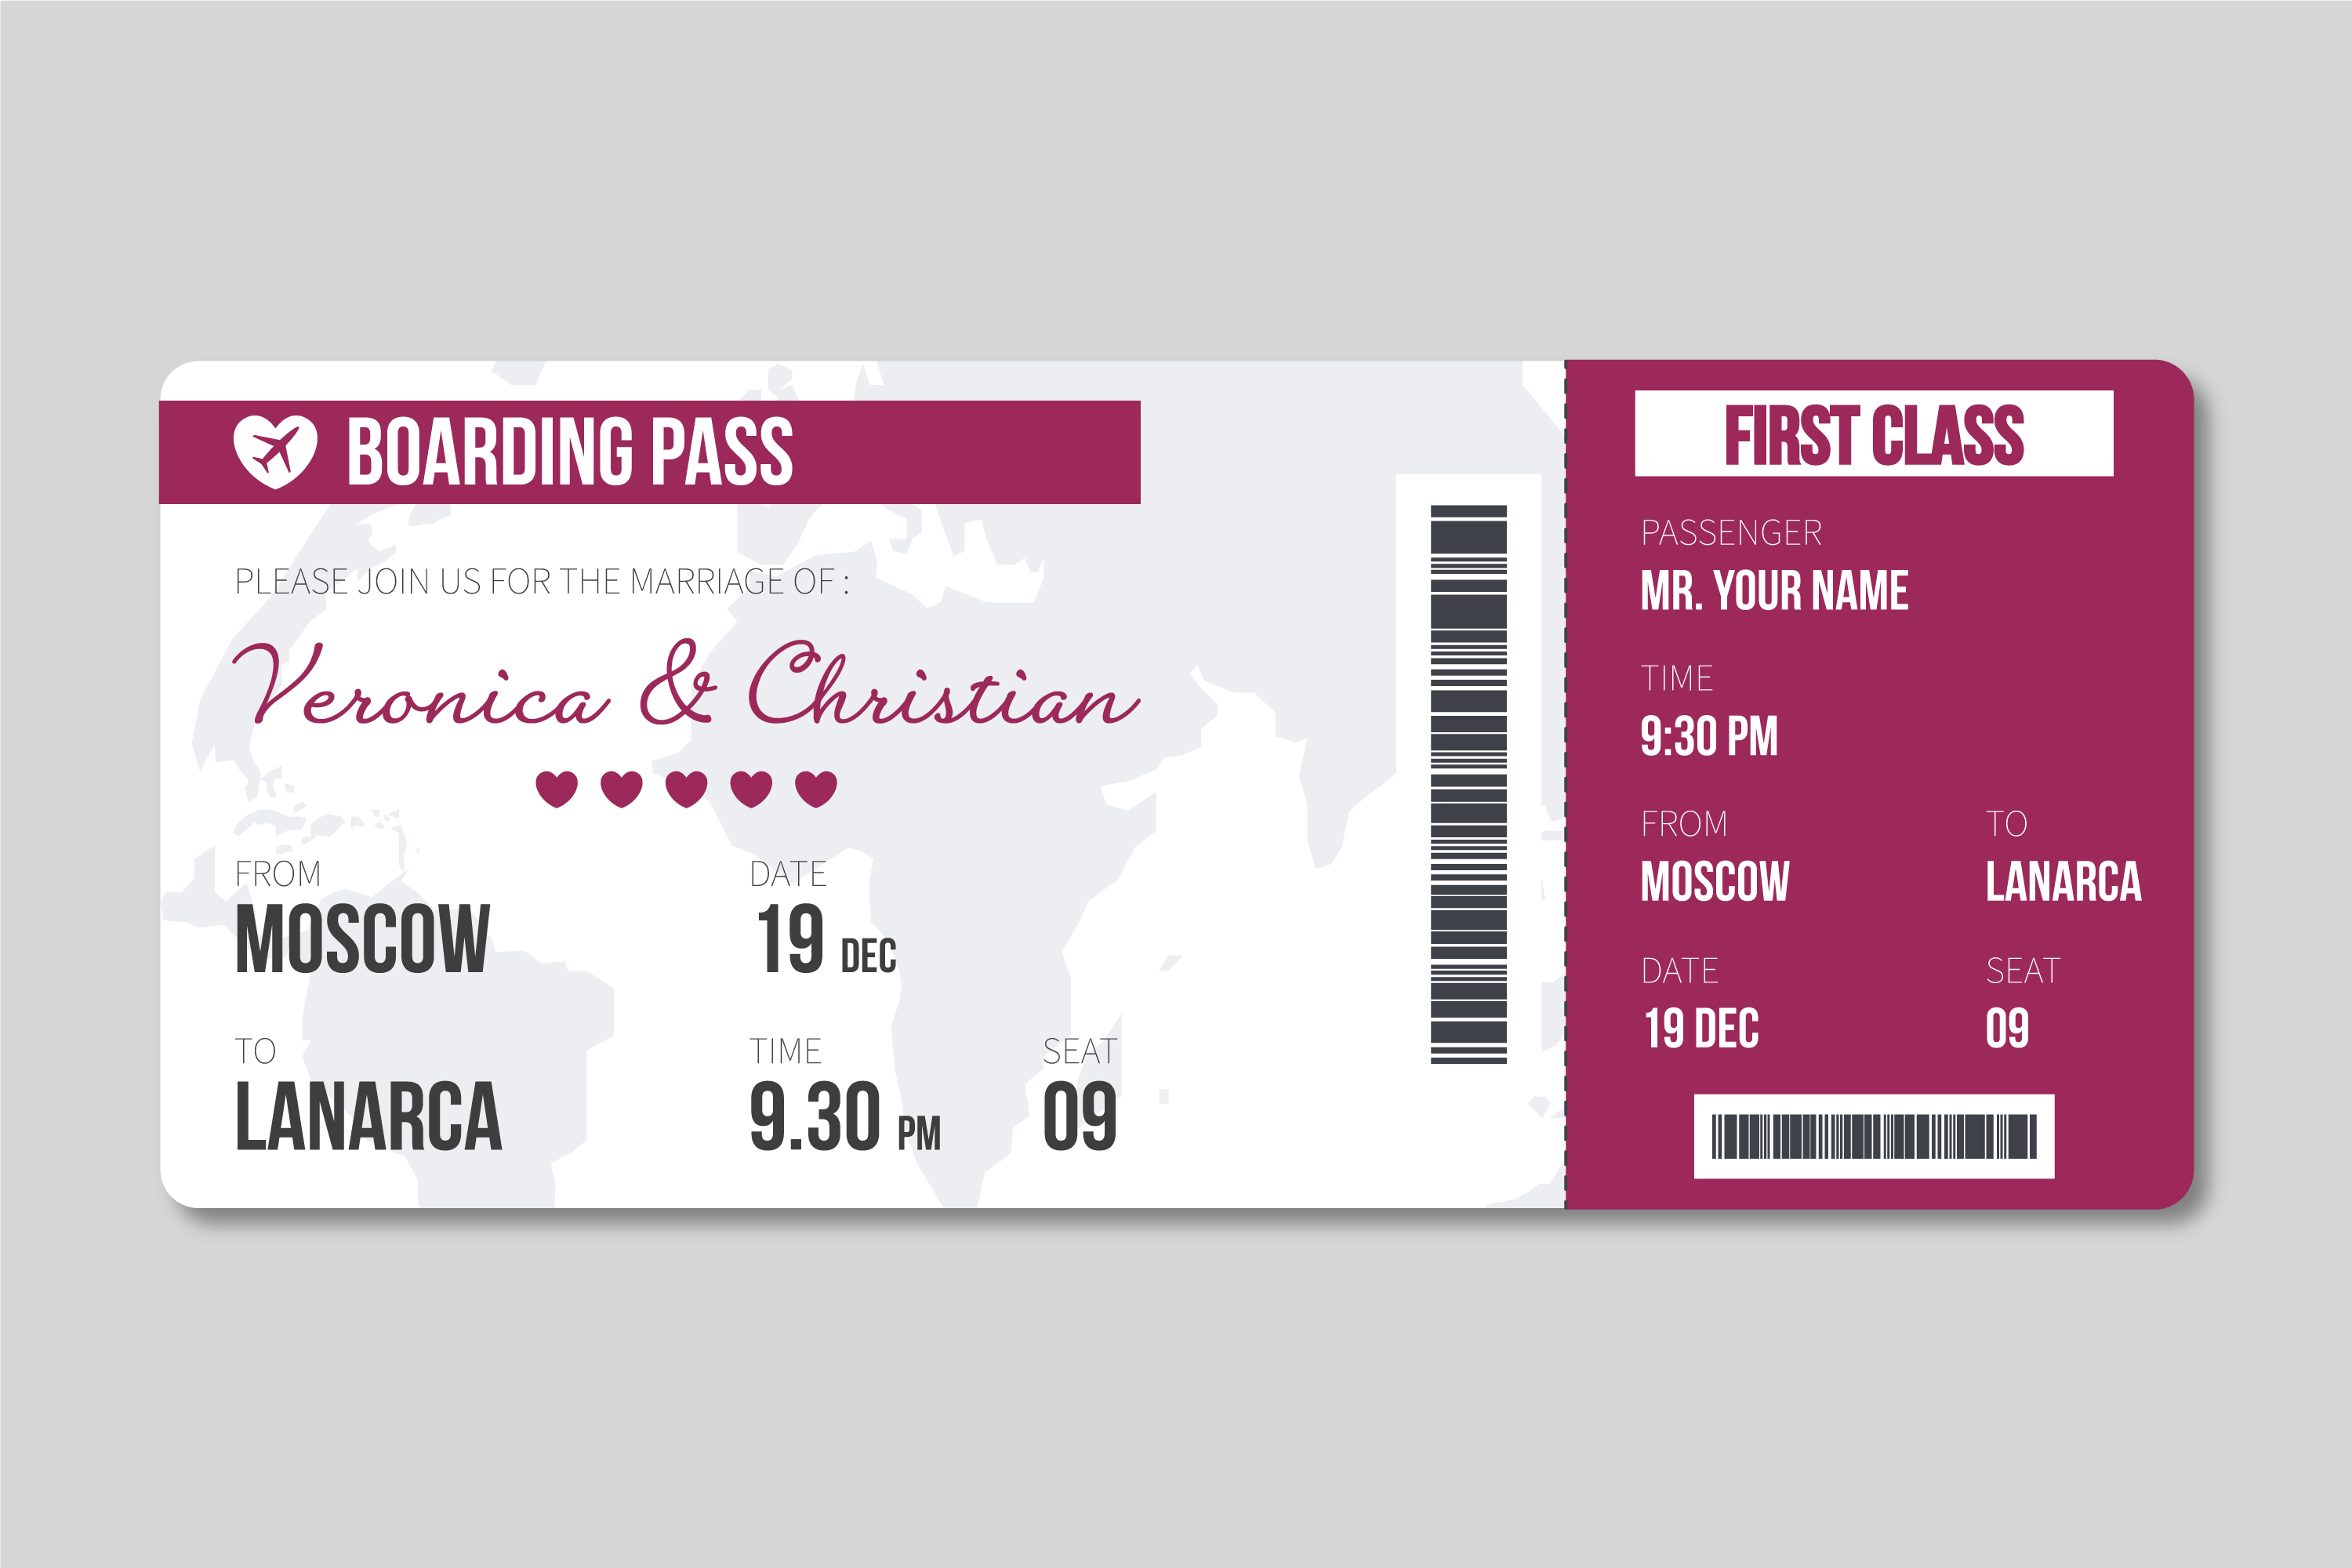 BOARDING PASS
PLEASE JOIN US FOR THE MARRIAGE OF :
Veronica & Christian
FROM
MOSCOW
DATE
19 DEC
TO
LANARCA
TIME
9.30 PM
SEAT
09
FIRST CLASS
PASSENGER
MR. YOUR NAME
TIME
9:30 PM
FROM
MOSCOW
TO
LANARCA
DATE
19 DEC
SEAT
09